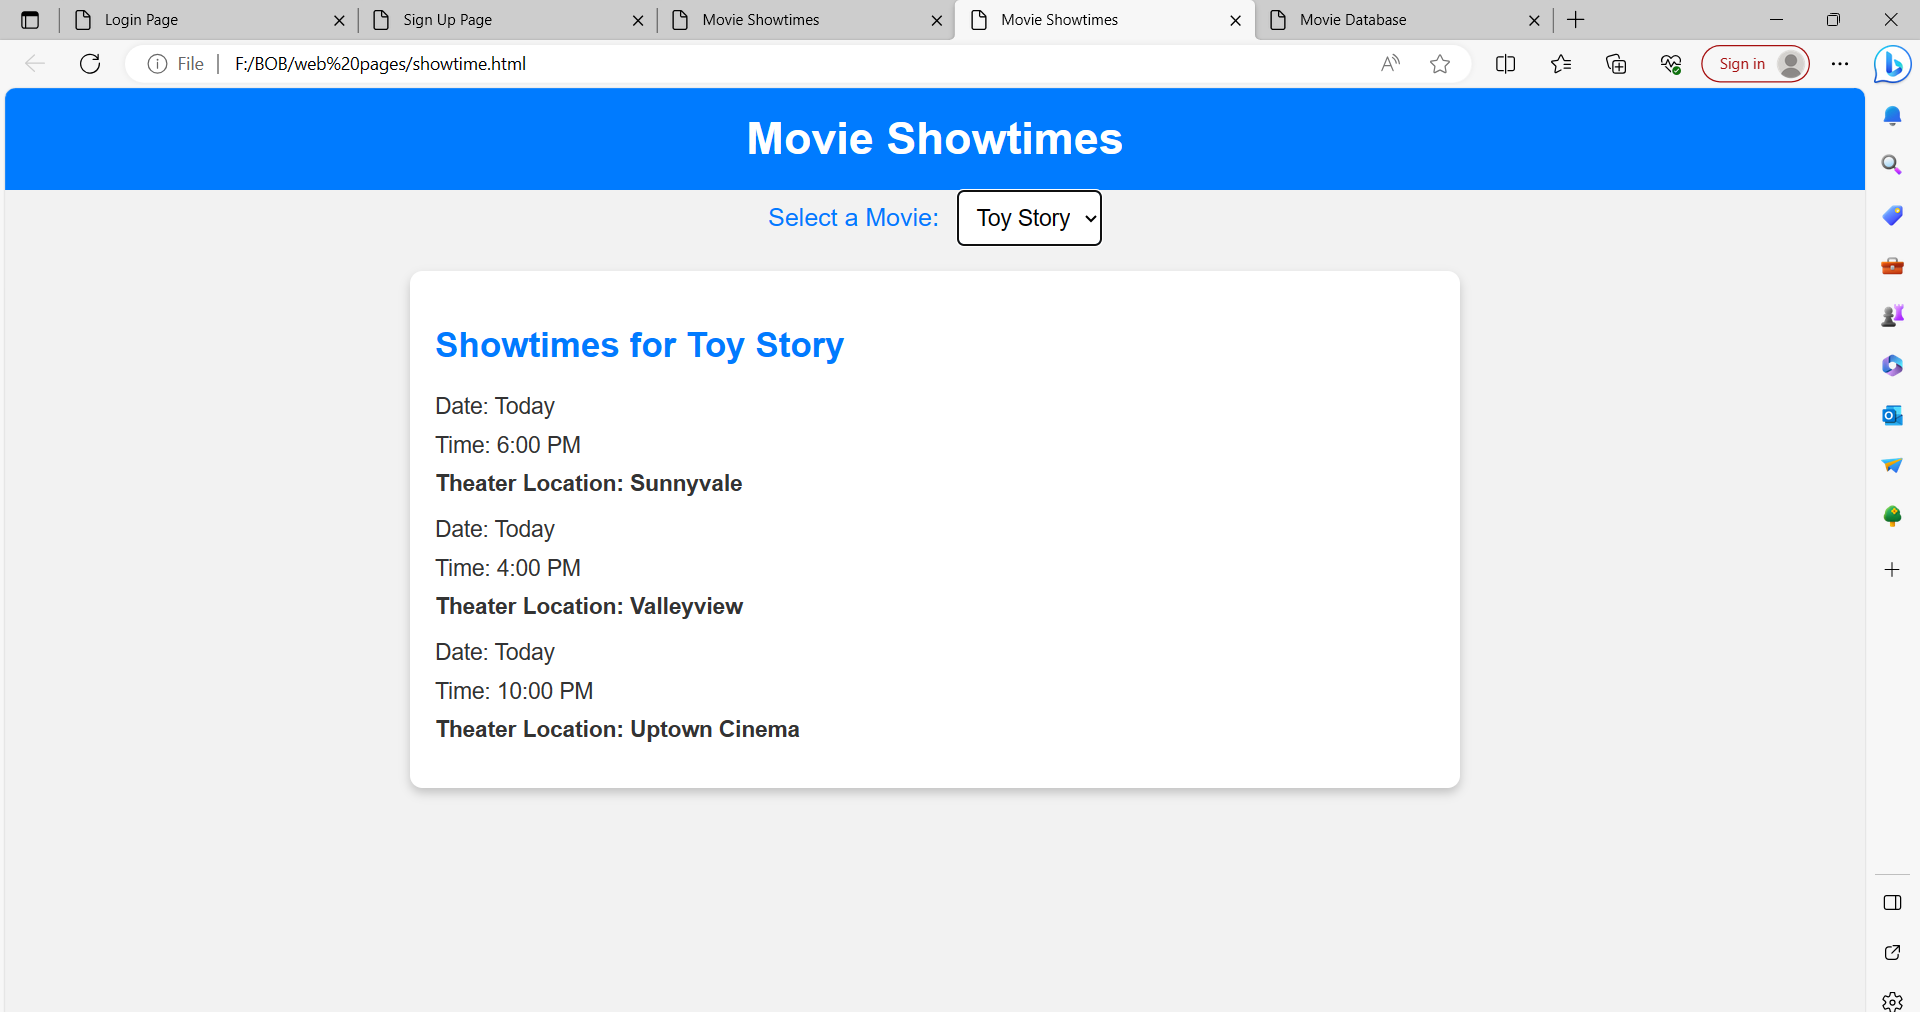 Login Page
Sign Up Page
Movie Showtimes
Movie Showtimes
Movie Database
File
F:/BOB/web%20pages/showtime.html
Sign in
Movie Showtimes
Select a Movie: Toy Story
Showtimes for Toy Story
Date: Today
Time: 6:00 PM
Theater Location: Sunnyvale
Date: Today
Time: 4:00 PM
Theater Location: Valleyview
Date: Today
Time: 10:00 PM
Theater Location: Uptown Cinema